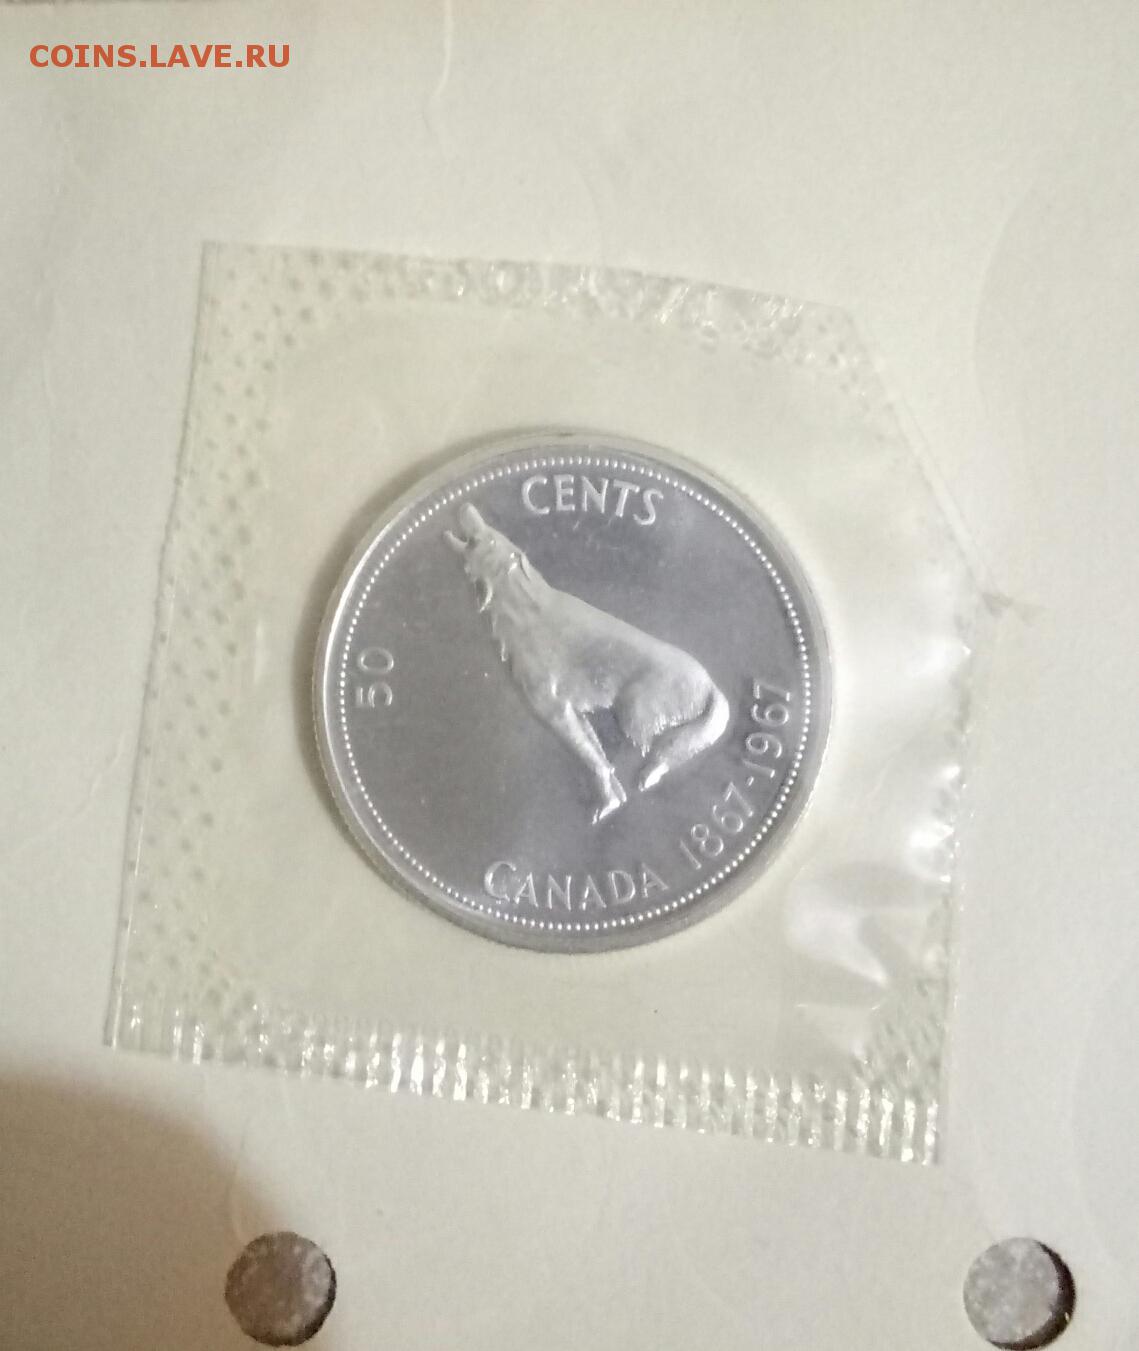 COINS.LAVE.RU
CENTS
50
CANADA 1867-1967